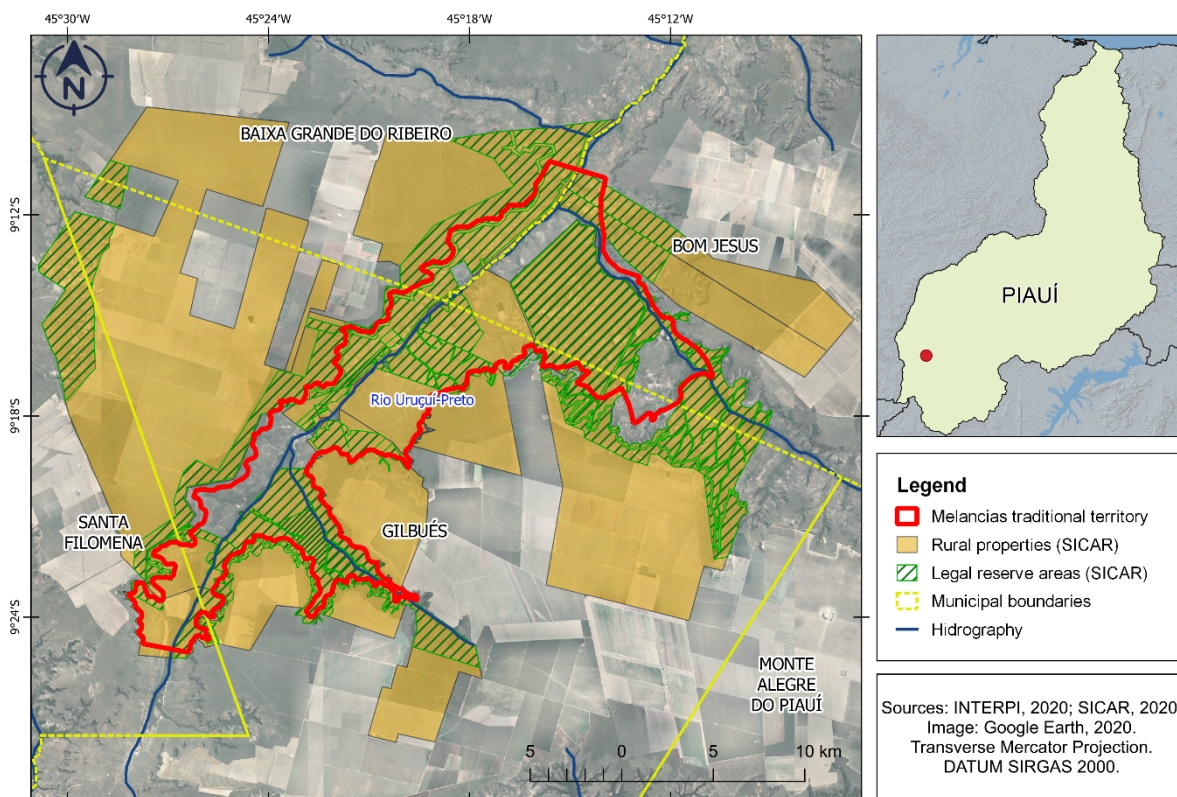 45°30'W
45°24'W
45°18'W
45°12'W
N
BAIXA GRANDE DO RIBEIRO
9°12'S
BOM JESUS
PIAUÍ
Rio Uruçuí-Preto
9°18'S
SANTA
FILOMENA
GILBUÉS
9°24'S
MONTE
ALEGRE
DO PIAUÍ
5 0 5 10 km
Legend
Melancias traditional territory
Rural properties (SICAR)
Legal reserve areas (SICAR)
Municipal boundaries
Hidrography
Sources: INTERPI, 2020; SICAR, 2020
Image: Google Earth, 2020.
Transverse Mercator Projection.
DATUM SIRGAS 2000.